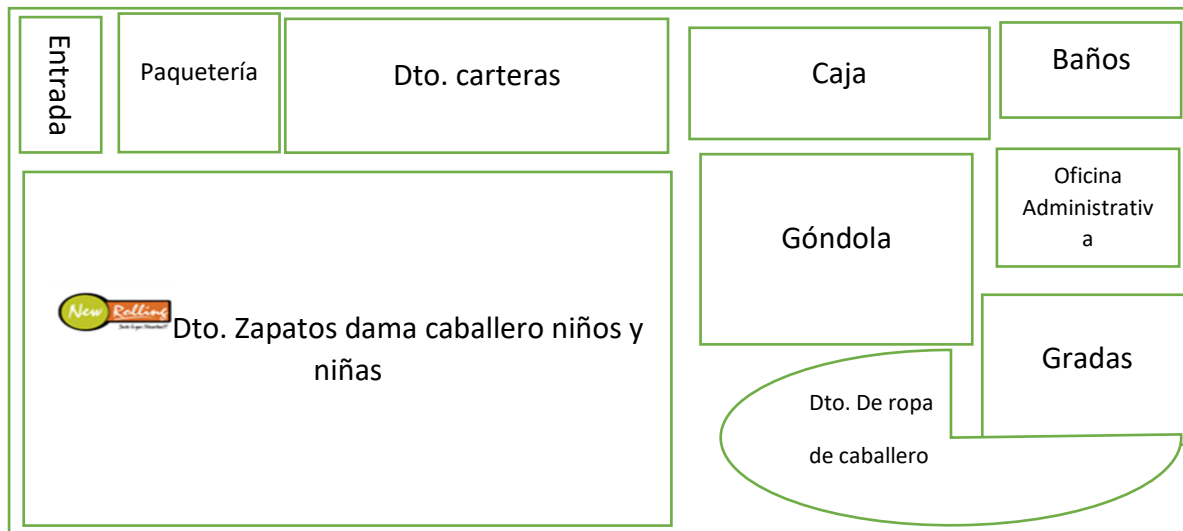 Entrada
Paquetería
Dto. carteras
Caja
Baños
Oficina
Administrativ
a
Góndola
New Rolling
Dto. Zapatos dama caballero niños y
niñas
Gradas
Dto. De ropa
de caballero